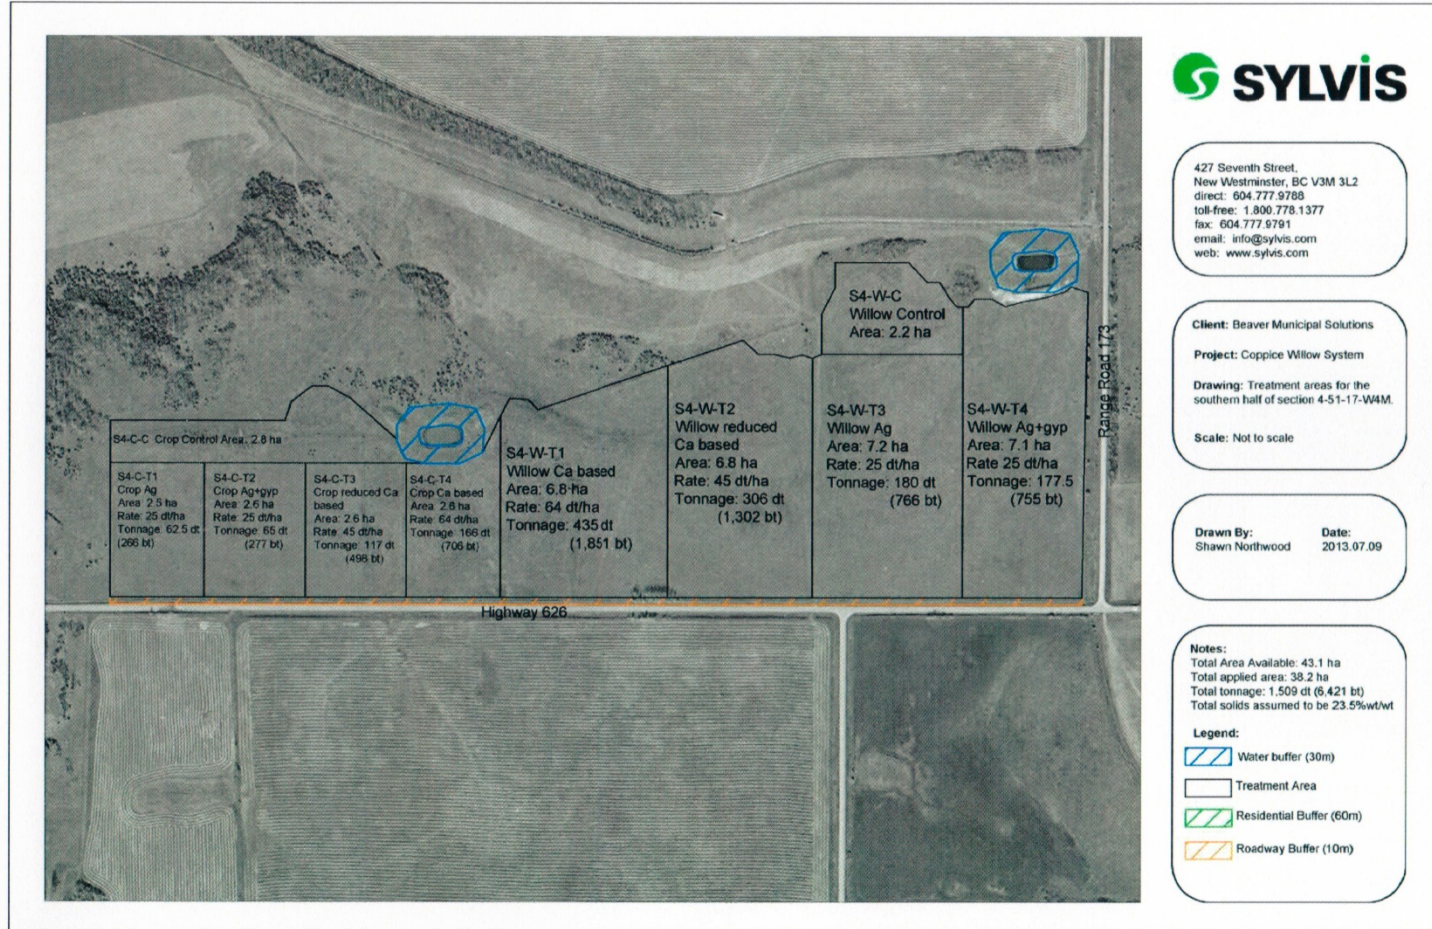 SYLVIS
427 Seventh Street,
New Westminster, BC V3M 3L2
direct: 604.777.9788
toll-free: 1.800.778.1377
fax: 604.777.9791
email: info@sylvis.com
web: www.sylvis.com
Client: Beaver Municipal Solutions
Project: Coppice Willow System
Drawing: Treatment areas for the
southern half of section 4-51-17-W4M.
Scale: Not to scale
Drawn By: Date:
Shawn Northwood 2013.07.09
Notes:
Total Area Available: 43.1 ha
Total applied area: 38.2 ha
Total tonnage: 1,509 dt (6,421 bt)
Total solids assumed to be 23.5%wt/wt
Legend:
Water buffer (30m)
Treatment Area
Residential Buffer (60m)
Roadway Buffer (10m)
S4-C-C Crop Control Area: 2.8 ha
S4-C-T1
Crop Ag
Area 2.5 ha
Rate: 25 dt/ha
Tonnage: 62.5 dt
(266 bt)
S4-C-T2
Crop Ag+gyp
Area: 2.6 ha
Rate: 25 dt/ha
Tonnage: 65 dt
(277 bt)
S4-C-T3
Crop reduced Ca
based
Area: 2.6 ha
Rate: 45 dt/ha
Tonnage: 117 dt
(498 bt)
S4-C-T4
Crop Ca based
Area: 2.6 ha
Rate: 64 dt/ha
Tonnage: 166 dt
(706 bt)
S4-W-T1
Willow Ca based
Area: 6.8 ha
Rate: 64 dt/ha
Tonnage: 435 dt
(1,851 bt)
S4-W-T2
Willow reduced
Ca based
Area: 6.8 ha
Rate: 45 dt/ha
Tonnage: 306 dt
(1,302 bt)
S4-W-C
Willow Control
Area: 2.2 ha
S4-W-T3
Willow Ag
Area: 7.2 ha
Rate: 25 dt/ha
Tonnage: 180 dt
(766 bt)
S4-W-T4
Willow Ag+gyp
Area: 7.1 ha
Rate 25 dt/ha
Tonnage: 177.5
(755 bt)
Range Road 173
Highway 626